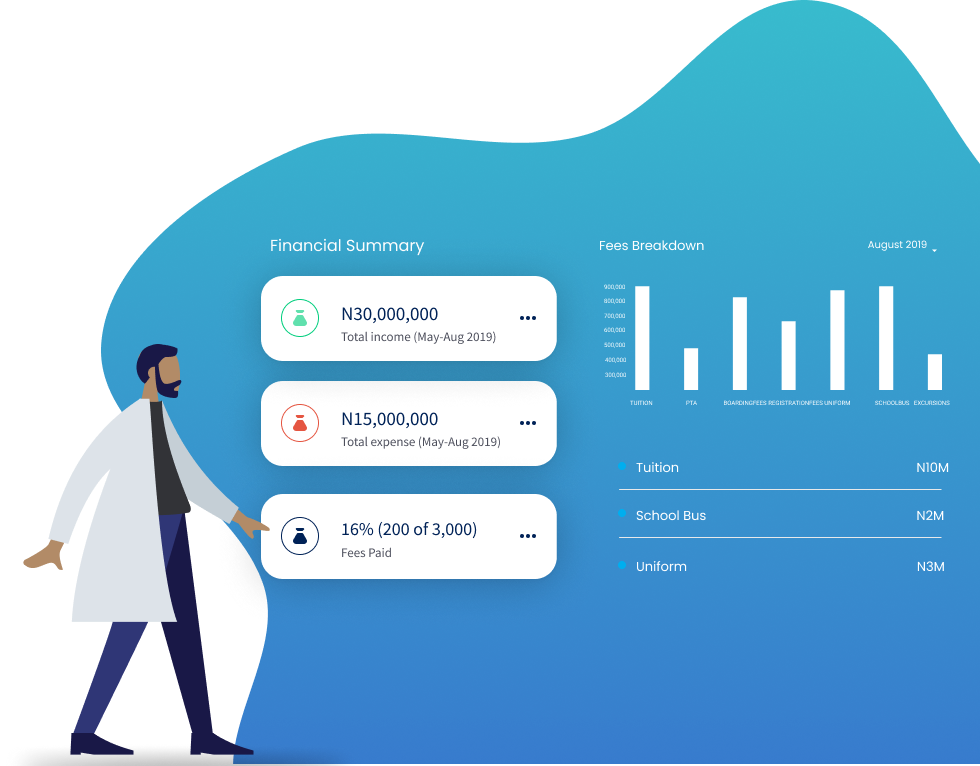 Financial Summary
N30,000,000
Total income (May-Aug 2019)
N15,000,000
Total expense (May-Aug 2019)
16% (200 of 3,000)
Fees Paid
Fees Breakdown
August 2019
900,000
800,000
700,000
600,000
500,000
400,000
300,000
TUITION PTA BOARDINGFEES REGISTRATIONFEES UNIFORM SCHOOLBUS EXCURSIONS
Tuition N10M
School Bus N2M
Uniform N3M